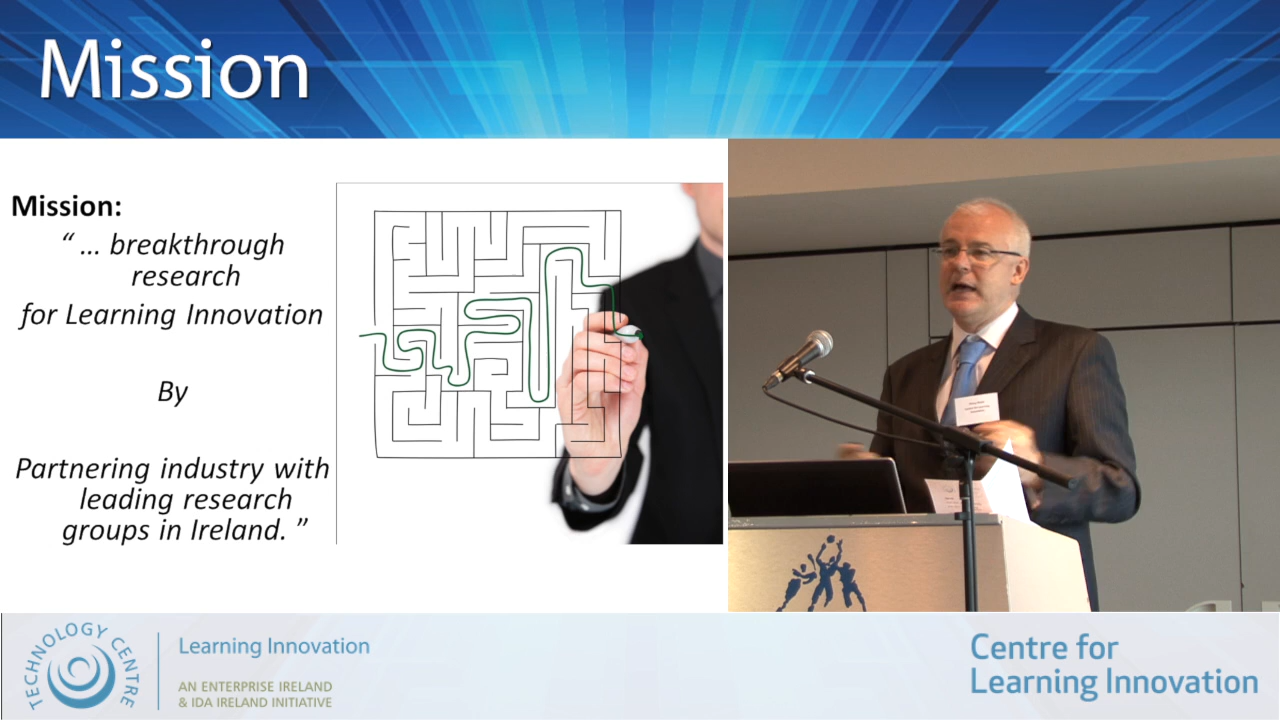 Mission
Mission:
“ ... breakthrough
research
for Learning Innovation
By
Partnering industry with
leading research
groups in Ireland. ”
TECHNOLOGY CENTRE
Learning Innovation
AN ENTERPRISE IRELAND
& IDA IRELAND INITIATIVE
Centre for
Learning Innovation